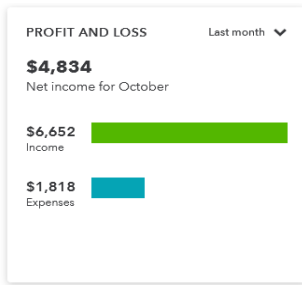 PROFIT AND LOSS Last month
$4,834
Net income for October
$6,652
Income
$1,818
Expenses